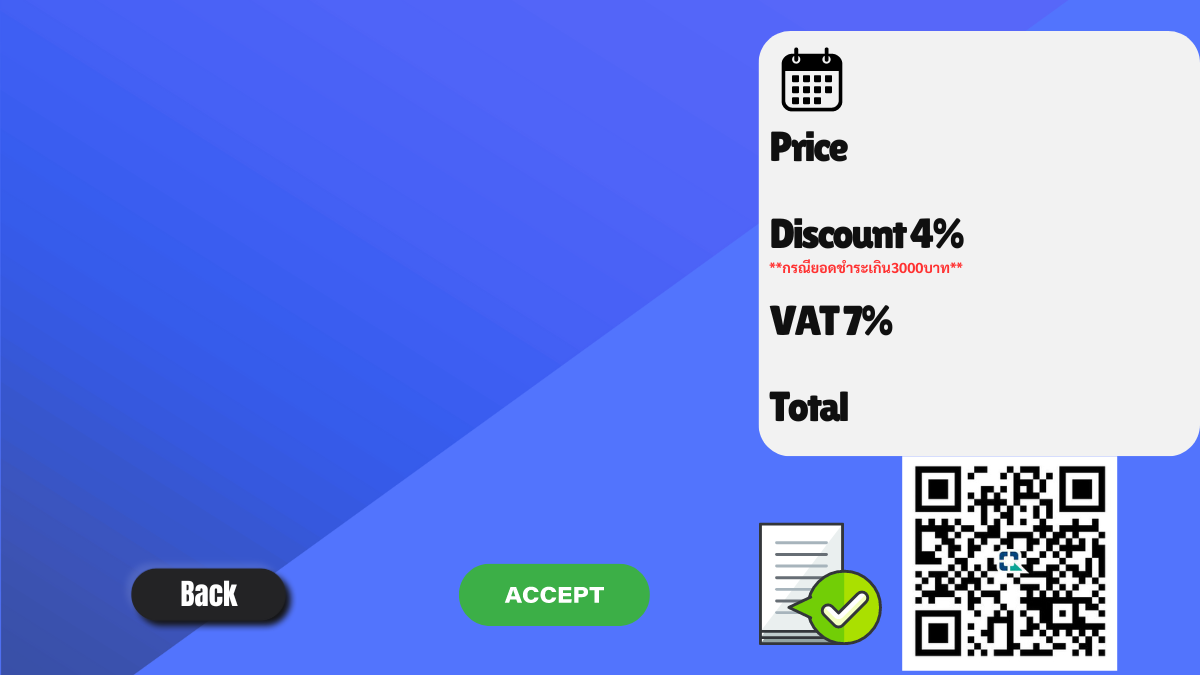 Price
Discount 4%
**กรณียอดชำระเกิน3000บาท**
VAT 7%
Total
Back
ACCEPT